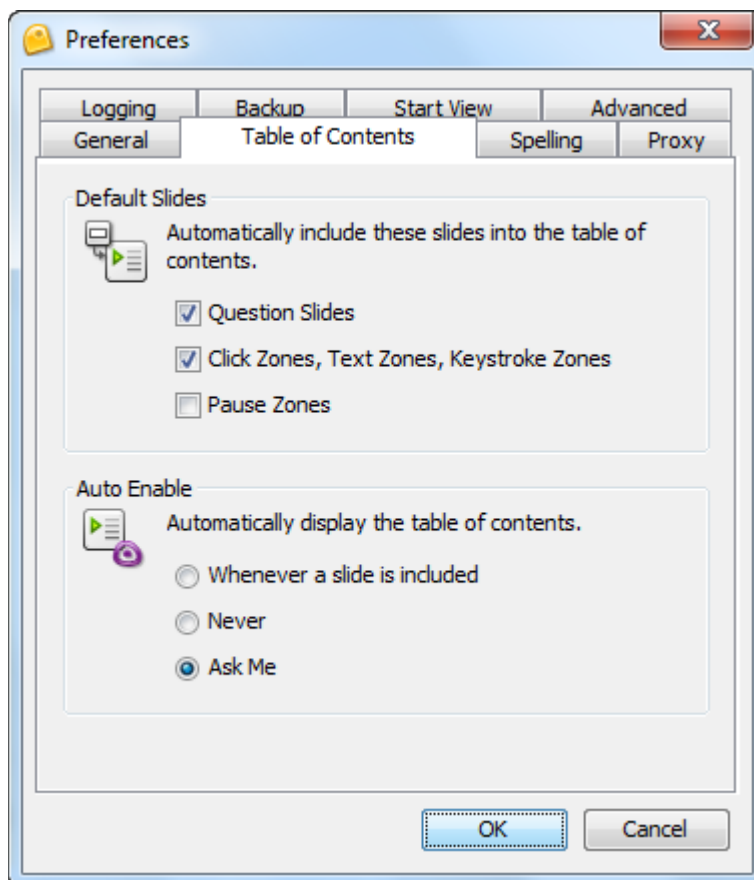 Preferences
Logging Backup Start View Advanced
General Table of Contents Spelling Proxy
Default Slides
Automatically include these slides into the table of
contents.
Question Slides
Click Zones, Text Zones, Keystroke Zones
Pause Zones
Auto Enable
Automatically display the table of contents.
Whenever a slide is included
Never
Ask Me
OK Cancel